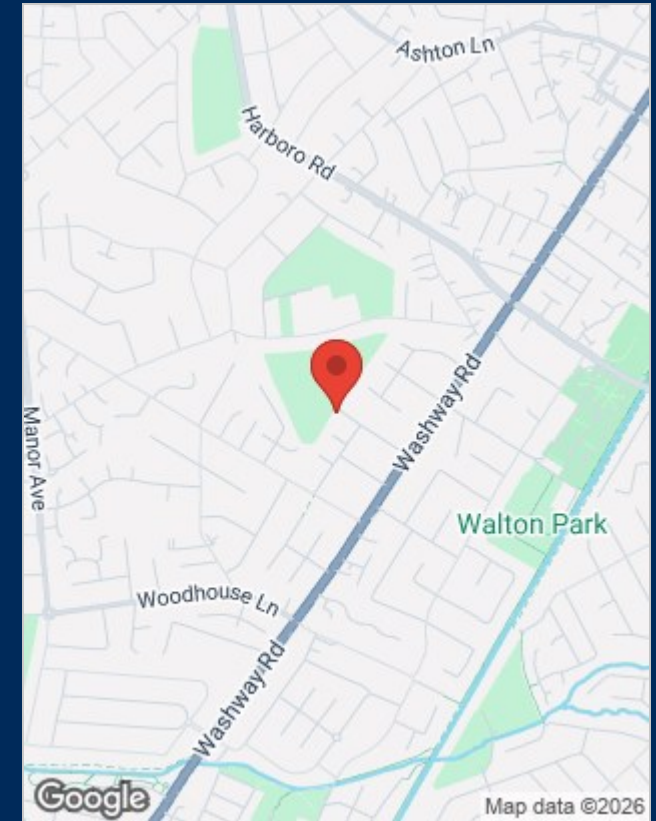 Ashton Ln
Harboro Rd
Washway Rd
Manor Ave
Walton Park
Woodhouse Ln
Washway Rd
Google
Map data ©2026